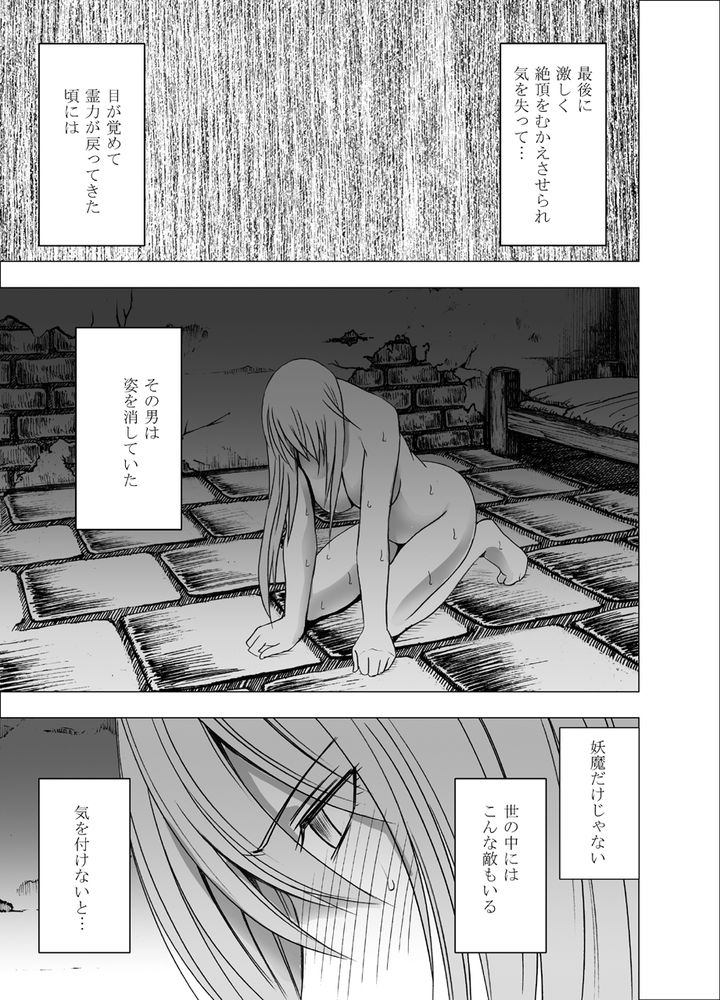 最後に
激しく
絶頂をむかえさせられ
気を失って…
目が覚めて
霊力が戻ってきた
頃には
その男は
姿を消していた
妖魔だけじゃない
世の中には
こんな敵もいる
気を付けないと…